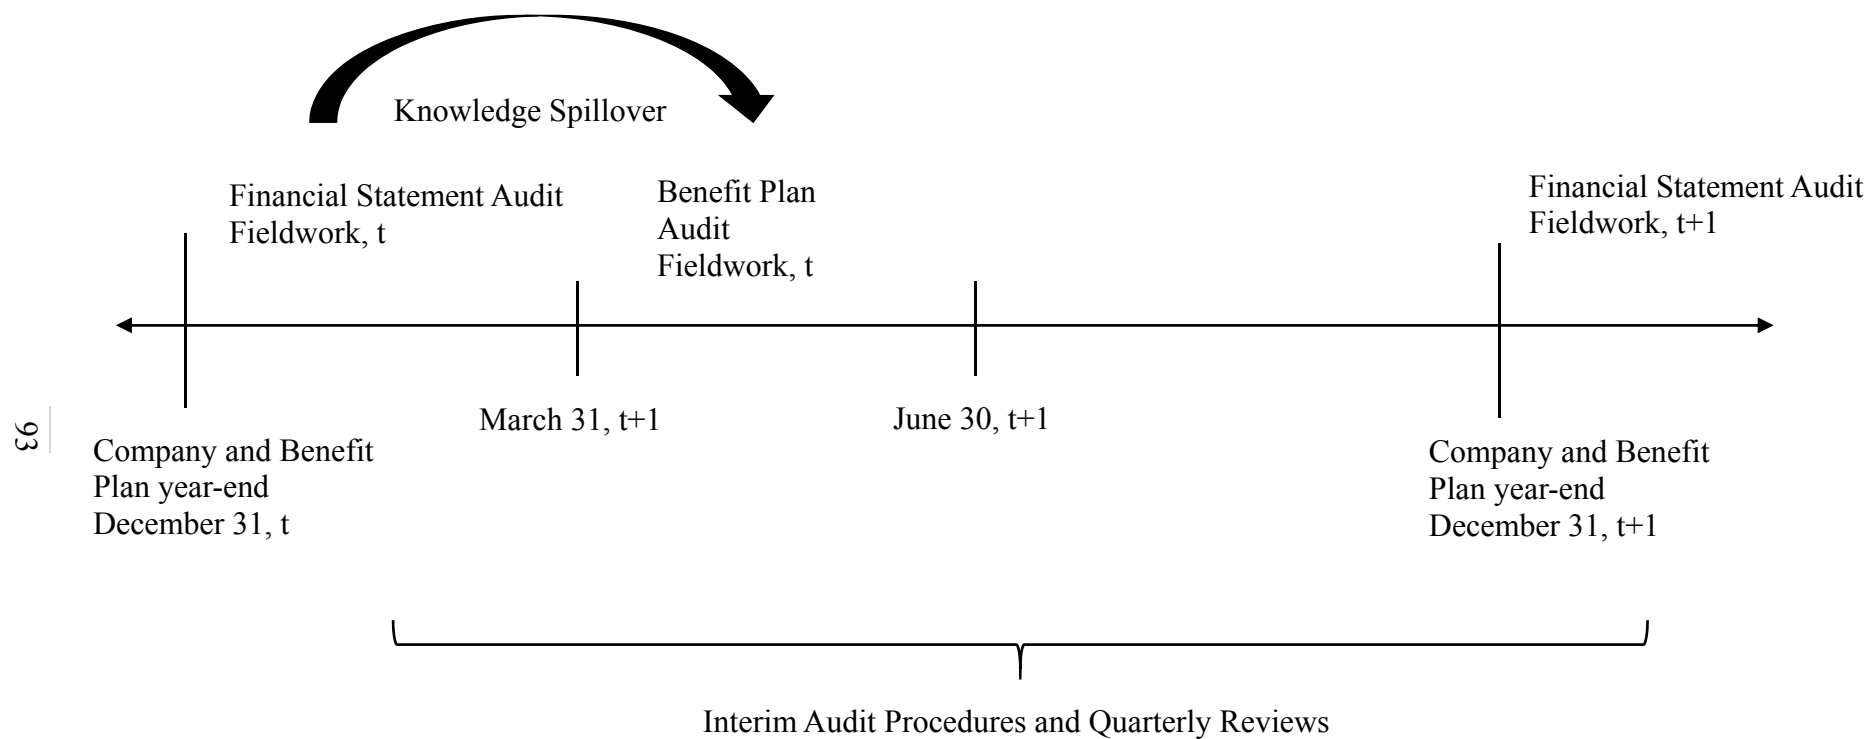 Knowledge Spillover
Financial Statement Audit
Fieldwork, t
Benefit Plan
Audit
Fieldwork, t
Financial Statement Audit
Fieldwork, t+1
March 31, t+1
June 30, t+1
Company and Benefit
Plan year-end
December 31, t
Company and Benefit
Plan year-end
December 31, t+1
Interim Audit Procedures and Quarterly Reviews
93